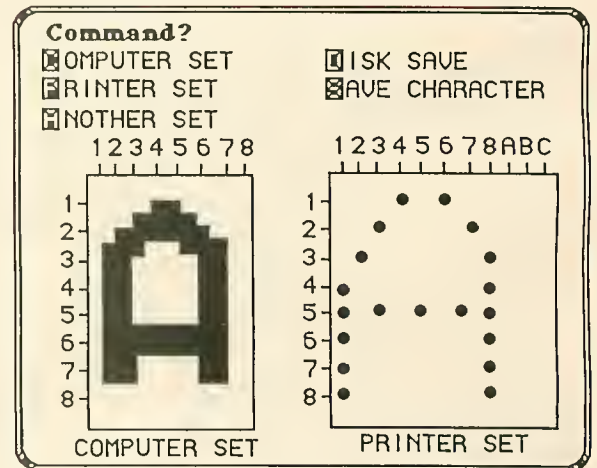 Command?
COMPUTER SET
DISK SAVE
PRINTER SET
SAVE CHARACTER
ANOTHER SET
12345678
12345678ABC
1
2
3
4
5
6
7
8
1
2
3
4
5
6
7
8
COMPUTER SET
PRINTER SET